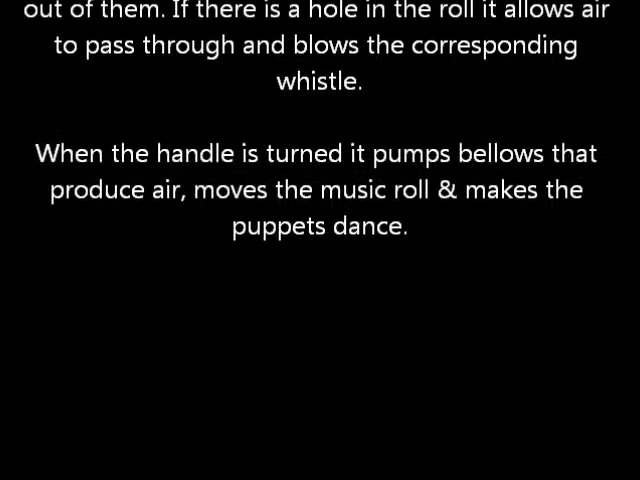 out of them. If there is a hole in the roll it allows air
to pass through and blows the corresponding
whistle.
When the handle is turned it pumps bellows that
produce air, moves the music roll & makes the
puppets dance.